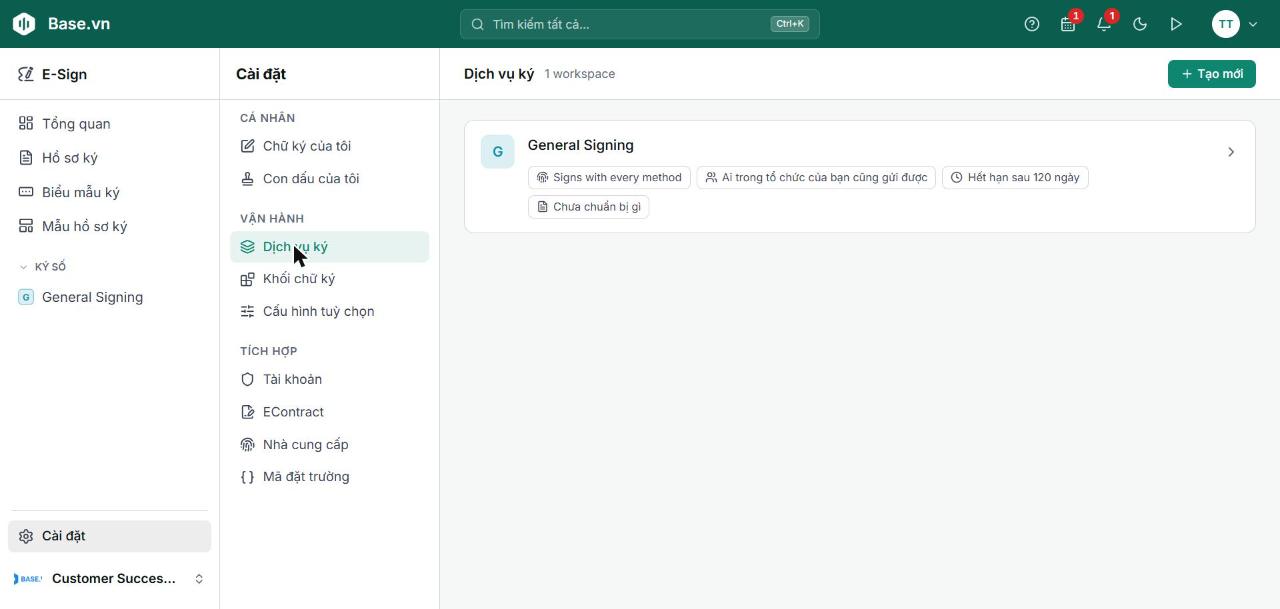 Base.vn
Tìm kiếm tất cả...
Ctrl+K
1
1
TT
E-Sign
Tổng quan
Hồ sơ ký
Biểu mẫu ký
Mẫu hồ sơ ký
KÝ SỐ
G General Signing
Cài đặt
BASE.V Customer Succes...
Cài đặt
CÁ NHÂN
Chữ ký của tôi
Con dấu của tôi
VẬN HÀNH
Dịch vụ ký
Khối chữ ký
Cấu hình tuỳ chọn
TÍCH HỢP
Tài khoản
EContract
Nhà cung cấp
Mã đặt trường
Dịch vụ ký 1 workspace
Tạo mới
G
General Signing
Signs with every method
Ai trong tổ chức của bạn cũng gửi được
Hết hạn sau 120 ngày
Chưa chuẩn bị gì